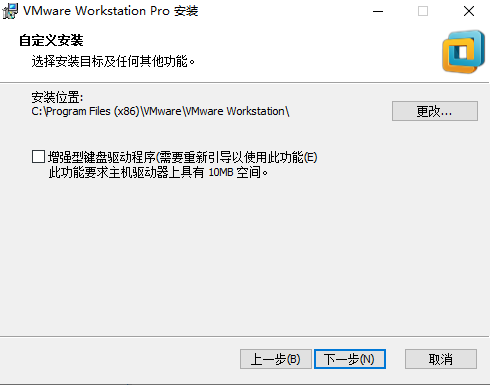 VMware Workstation Pro 安装
自定义安装
选择安装目标及任何其他功能。
安装位置:
C:\Program Files (x86)\VMware\VMware Workstation\
更改...
增强型键盘驱动程序(需要重新引导以使用此功能(E)
此功能要求主机驱动器上具有 10MB 空间。
上一步(B)
下一步(N)
取消